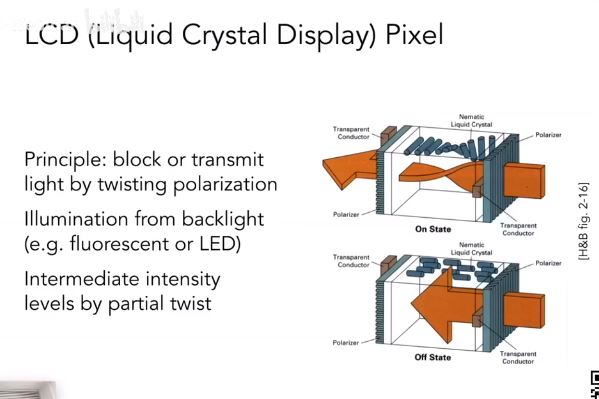 LCD (Liquid Crystal Display) Pixel
Principle: block or transmit
light by twisting polarization
Illumination from backlight
(e.g. fluorescent or LED)
Intermediate intensity
levels by partial twist
Nematic
Liquid Crystal
Transparent
Conductor
Polarizer
Polarizer
On State
Transparent
Conductor
Nematic
Liquid Crystal
Transparent
Conductor
Polarizer
Polarizer
Off State
Transparent
Conductor
[H&B fig. 2-16]